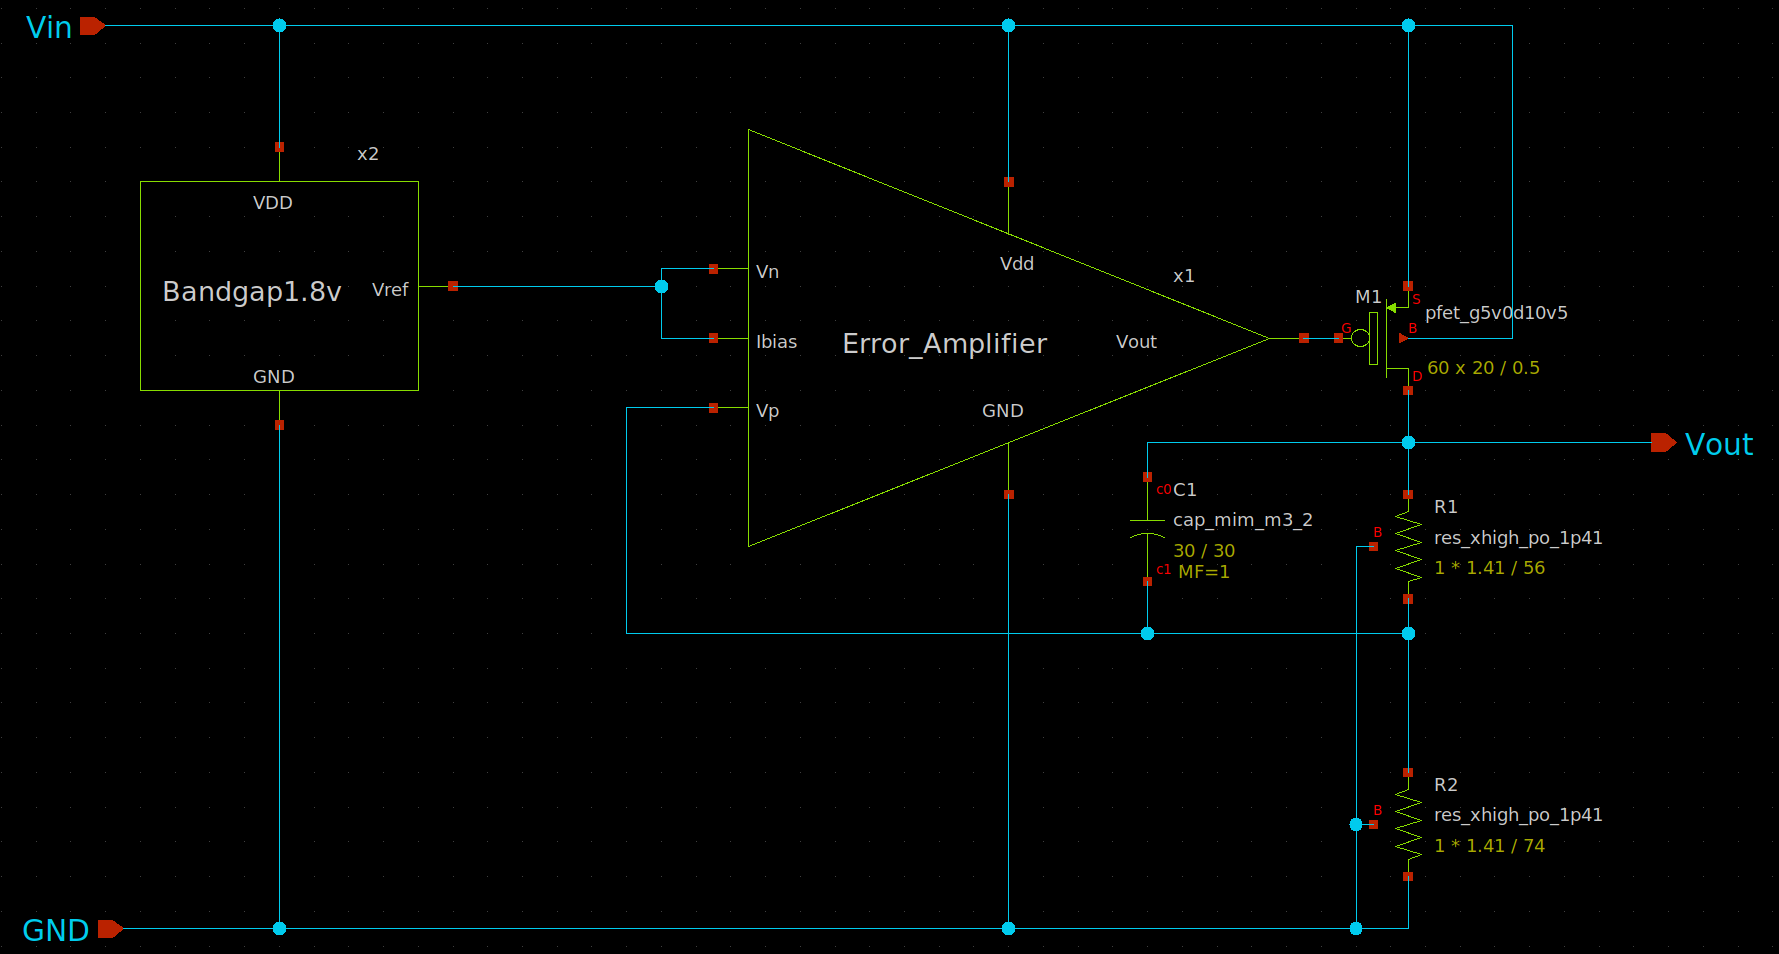 Vin
x2
VDD
Bandgap1.8v
Vref
GND
Vn
Ibias
Vp
Vdd
Error_Amplifier
Vout
GND
x1
M1
S
pfet_g5v0d10v5
G
B
D
60 x 20 / 0.5
Vout
c0
C1
cap_mim_m3_2
30 / 30
c1
MF=1
R1
B
res_xhigh_po_1p41
1 * 1.41 / 56
R2
B
res_xhigh_po_1p41
1 * 1.41 / 74
GND